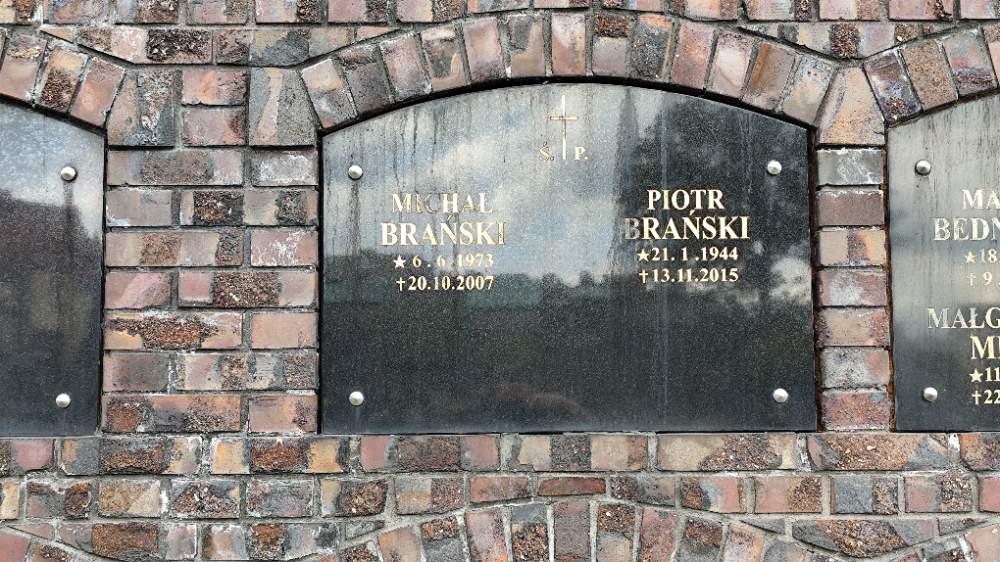 Ś. P.
MICHAŁ
BRAŃSKI
★ 6 . 6 . 1973
†20.10.2007
PIOTR
BRAŃSKI
★21. 1 .1944
†13.11.2015